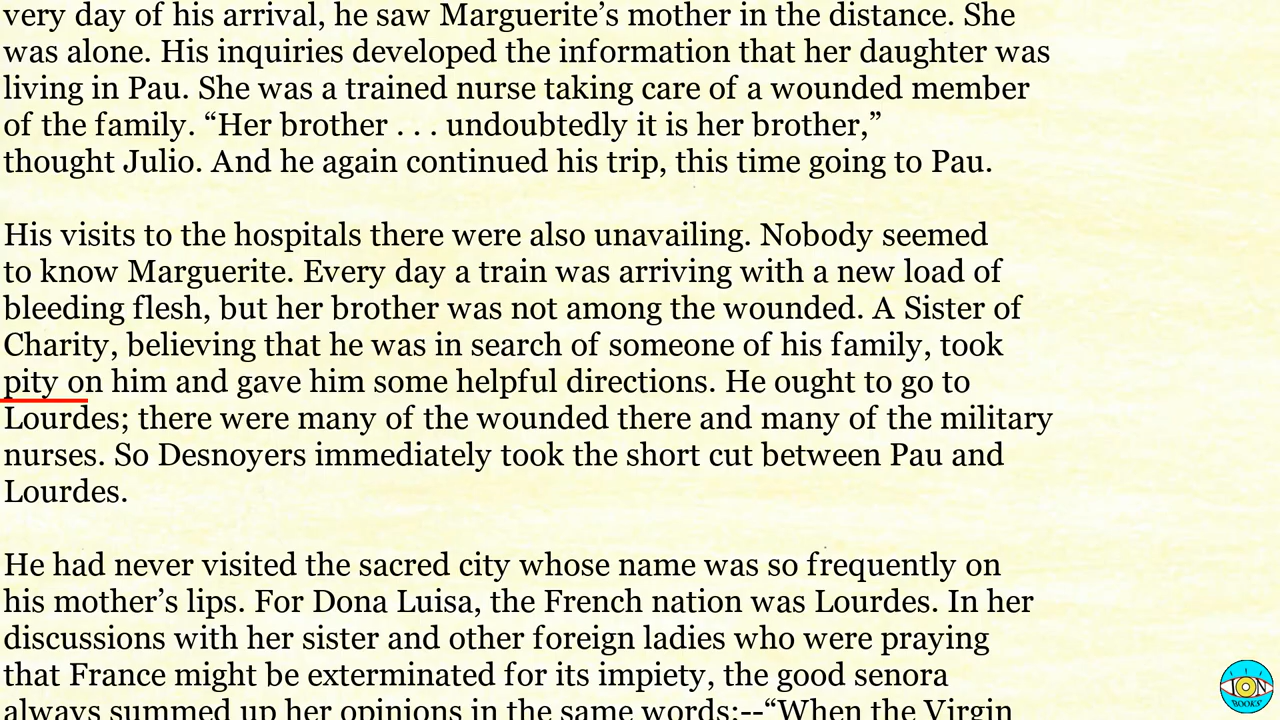 very day of his arrival, he saw Marguerite’s mother in the distance. She
was alone. His inquiries developed the information that her daughter was
living in Pau. She was a trained nurse taking care of a wounded member
of the family. “Her brother . . . undoubtedly it is her brother,”
thought Julio. And he again continued his trip, this time going to Pau.

His visits to the hospitals there were also unavailing. Nobody seemed
to know Marguerite. Every day a train was arriving with a new load of
bleeding flesh, but her brother was not among the wounded. A Sister of
Charity, believing that he was in search of someone of his family, took
pity on him and gave him some helpful directions. He ought to go to
Lourdes; there were many of the wounded there and many of the military
nurses. So Desnoyers immediately took the short cut between Pau and
Lourdes.

He had never visited the sacred city whose name was so frequently on
his mother’s lips. For Dona Luisa, the French nation was Lourdes. In her
discussions with her sister and other foreign ladies who were praying
that France might be exterminated for its impiety, the good senora
always summed up her opinions in the same words:--“When the Virgin
ION
BOOKS